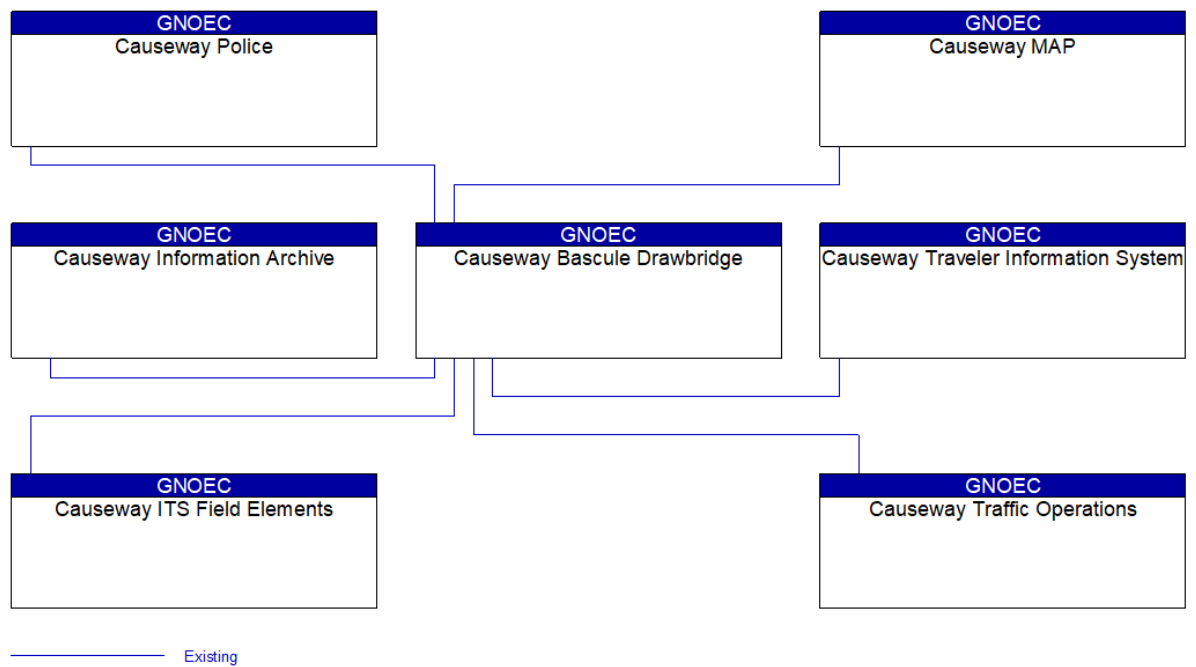 GNOEC
Causeway Police
GNOEC
Causeway MAP
GNOEC
Causeway Information Archive
GNOEC
Causeway Bascule Drawbridge
GNOEC
Causeway Traveler Information System
GNOEC
Causeway ITS Field Elements
GNOEC
Causeway Traffic Operations
Existing